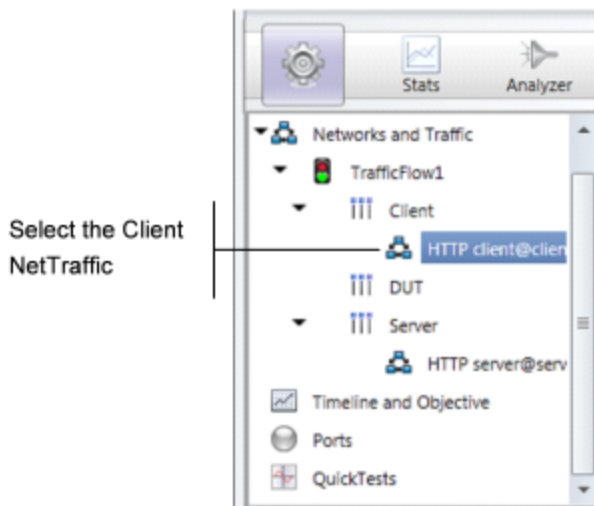 Stats
Analyzer
Networks and Traffic
TrafficFlow1
Client
Select the Client
NetTraffic
HTTP client@clien
DUT
Server
HTTP server@serv
Timeline and Objective
Ports
QuickTests